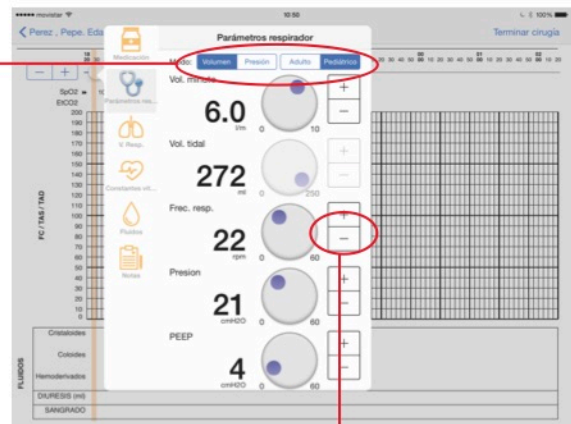 movistar 10:50 100%
Perez , Pepe. Eda
Terminar cirugía
Parámetros respirador
Modo: Volumen Presión Adulto Pediátrico
Medicación
Parámetros res...
V. Resp.
Constantes vit...
Fluidos
Notas
Vol. minuto
6.0
l/m
0 10
+
−
Vol. tidal
272
ml
0 250
+
−
Frec. resp.
22
rpm
0 60
+
−
Presion
21
cmH2O
0 60
+
−
PEEP
4
cmH2O
0 60
+
−
− +
SpO2
EtCO2
FC / TAS / TAD
200
190
180
170
160
150
140
130
120
110
100
90
80
70
60
50
40
30
20
10
0
FLUIDOS
Cristaloides
Coloides
Hemoderivados
DIURESIS (ml)
SANGRADO